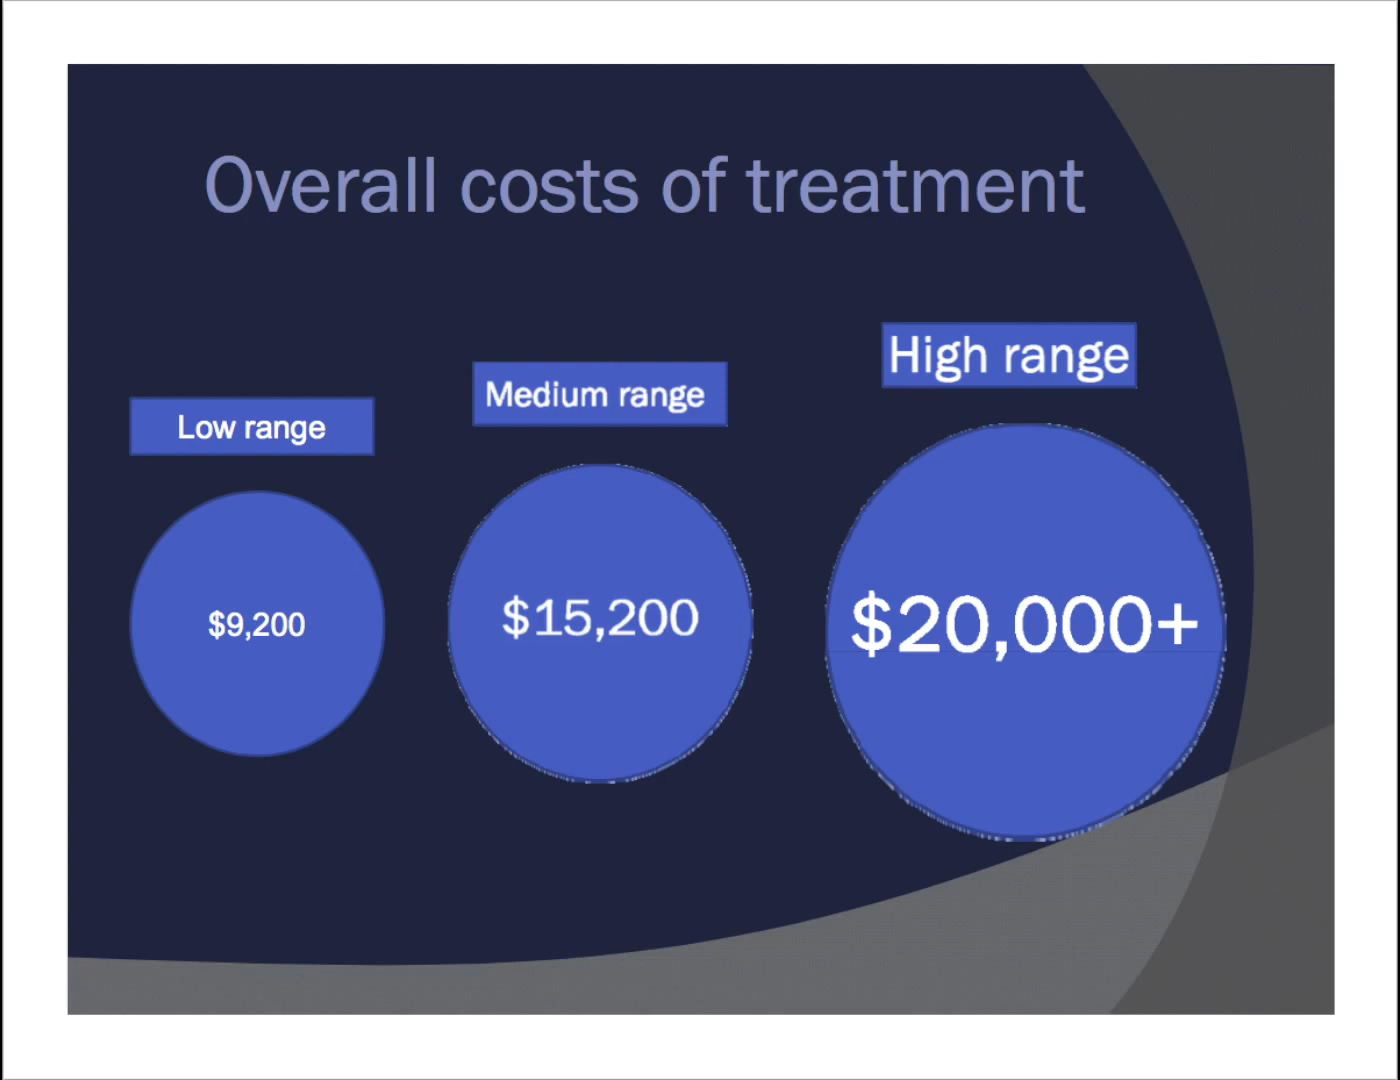 Overall costs of treatment
Low range
Medium range
High range
$9,200
$15,200
$20,000+